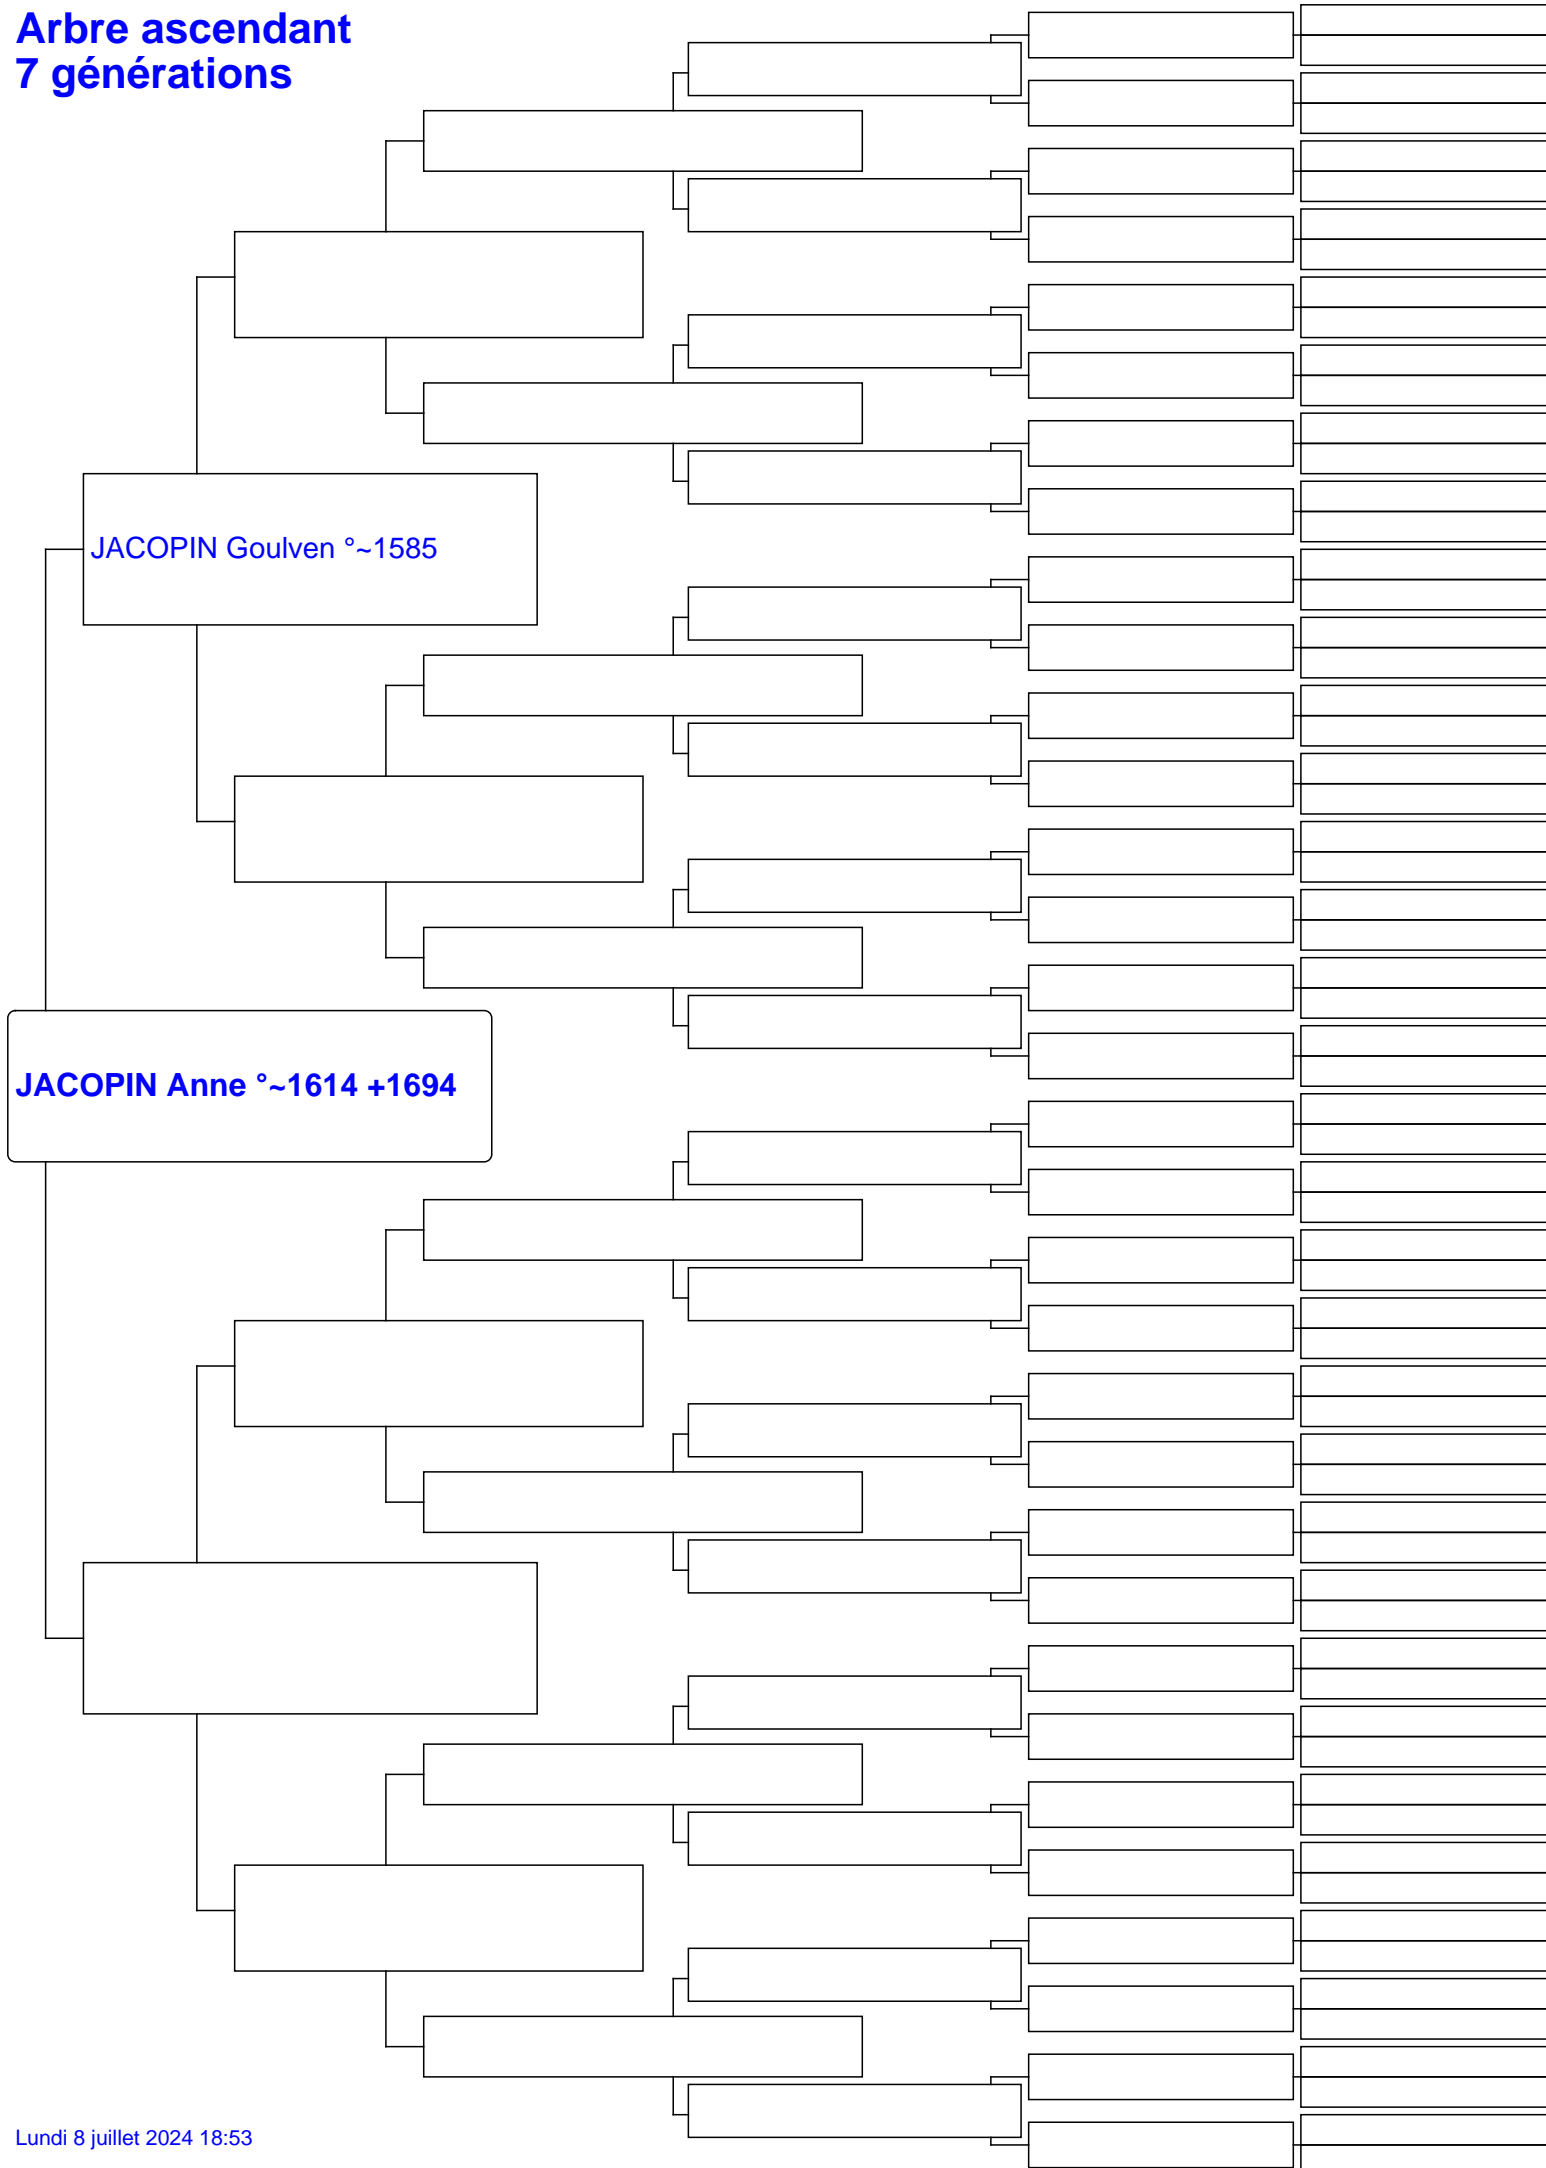 Arbre ascendant
7 générations
JACOPIN Goulven °~1585
JACOPIN Anne °~1614 +1694
Lundi 8 juillet 2024 18:53